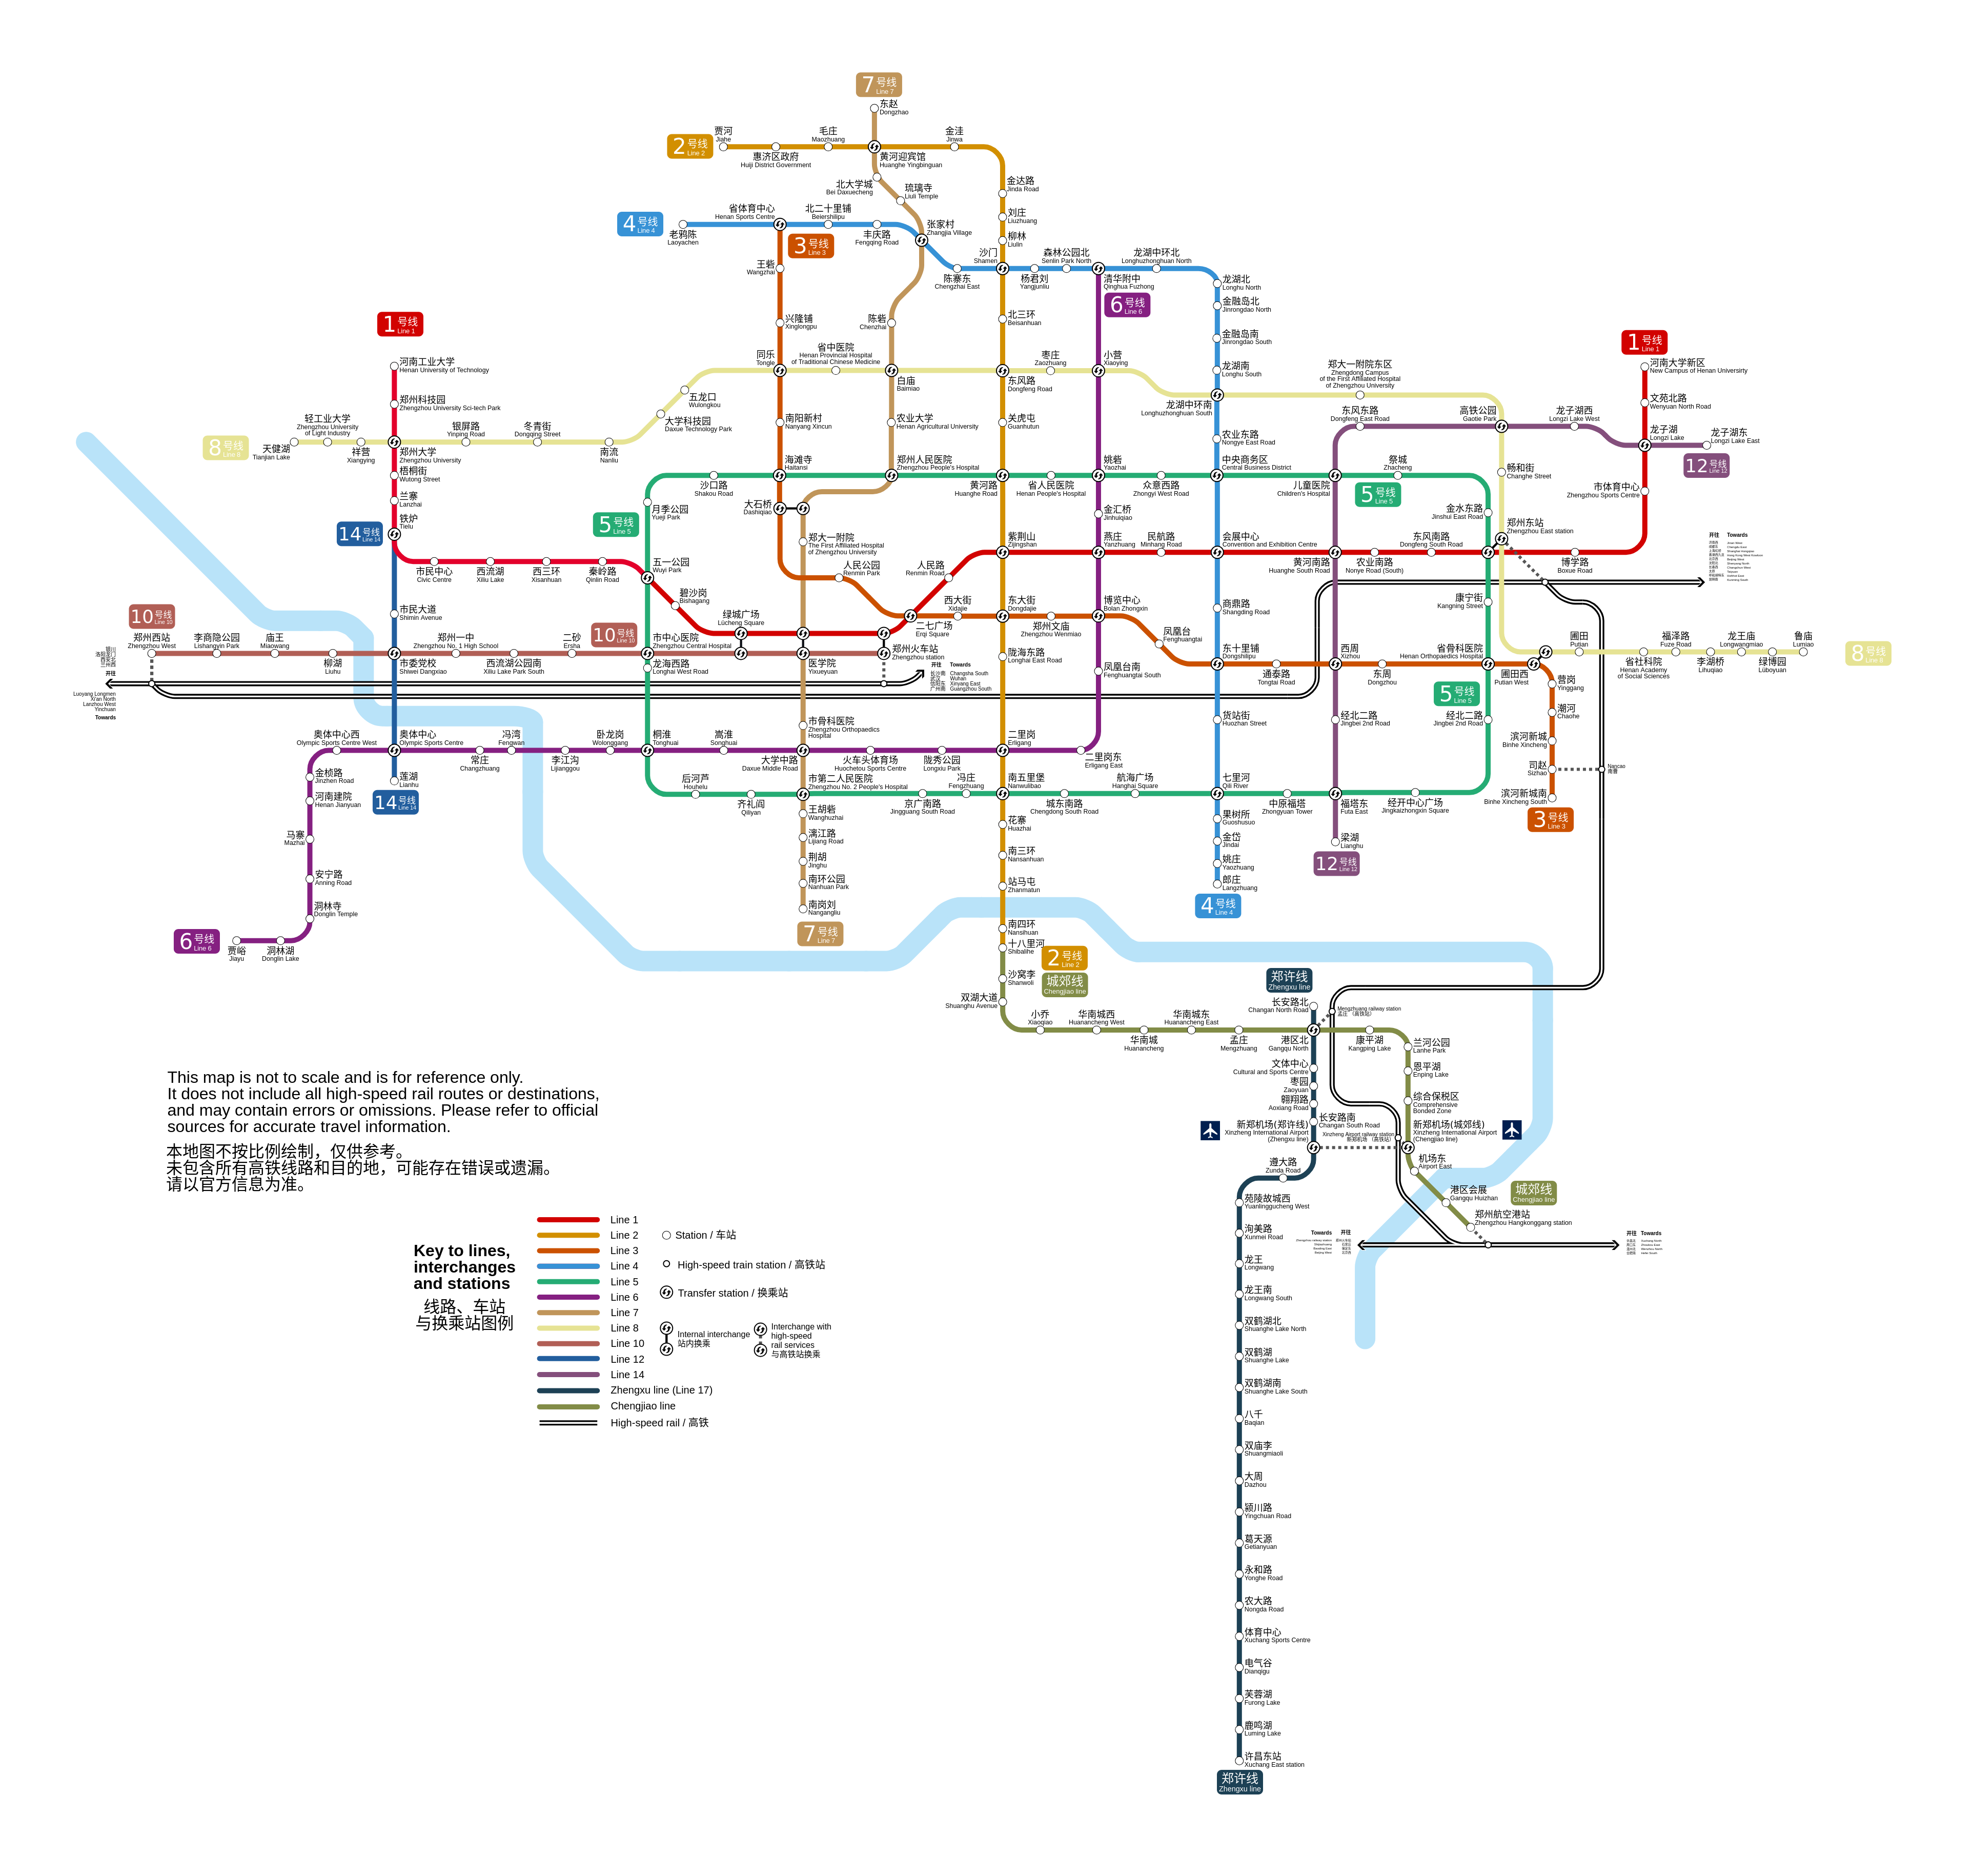 7 号线
Line 7
东赵
Dongzhao
2 号线
Line 2
贾河
Jiahe
惠济区政府
Huiji District Government
毛庄
Maozhuang
黄河迎宾馆
Huanghe Yingbinguan
金洼
Jinwa
北大学城
Bei Daxuecheng
琉璃寺
Liuli Temple
金达路
Jinda Road
刘庄
Liuzhuang
柳林
Liulin
4 号线
Line 4
老鸦陈
Laoyachen
省体育中心
Henan Sports Centre
北二十里铺
Beiershilipu
丰庆路
Fengqing Road
张家村
Zhangjia Village
3 号线
Line 3
陈寨东
Chengzhai East
沙门
Shamen
杨君刘
Yangjunliu
森林公园北
Senlin Park North
清华附中
Qinghua Fuzhong
龙湖中环北
Longhuzhonghuan North
6 号线
Line 6
龙湖北
Longhu North
金融岛北
Jinrongdao North
金融岛南
Jinrongdao South
龙湖南
Longhu South
王砦
Wangzhai
兴隆铺
Xinglongpu
陈砦
Chenzhai
北三环
Beisanhuan
1 号线
Line 1
河南工业大学
Henan University of Technology
郑州科技园
Zhengzhou University Sci-tech Park
8 号线
Line 8
天健湖
Tianjian Lake
轻工业大学
Zhengzhou University
of Light Industry
祥营
Xiangying
郑州大学
Zhengzhou University
银屏路
Yinping Road
冬青街
Dongqing Street
南流
Nanliu
大学科技园
Daxue Technology Park
五龙口
Wulongkou
同乐
Tongle
省中医院
Henan Provincial Hospital
of Traditional Chinese Medicine
白庙
Baimiao
东风路
Dongfeng Road
枣庄
Zaozhuang
小营
Xiaoying
龙湖中环南
Longhuzhonghuan South
郑大一附院东区
Zhengdong Campus
of the First Affiliated Hospital
of Zhengzhou University
1 号线
Line 1
河南大学新区
New Campus of Henan Universirty
文苑北路
Wenyuan North Road
东风东路
Dongfeng East Road
高铁公园
Gaotie Park
龙子湖西
Longzi Lake West
龙子湖
Longzi Lake
龙子湖东
Longzi Lake East
12 号线
Line 12
南阳新村
Nanyang Xincun
农业大学
Henan Agricultural University
关虎屯
Guanhutun
农业东路
Nongye East Road
梧桐街
Wutong Street
兰寨
Lanzhai
铁炉
Tielu
14 号线
Line 14
沙口路
Shakou Road
海滩寺
Haitansi
郑州人民医院
Zhengzhou People's Hospital
黄河路
Huanghe Road
省人民医院
Henan People's Hospital
姚砦
Yaozhai
众意西路
Zhongyi West Road
中央商务区
Central Business District
儿童医院
Children's Hospital
祭城
Zhacheng
5 号线
Line 5
畅和街
Changhe Street
市体育中心
Zhengzhou Sports Centre
月季公园
Yueji Park
5 号线
Line 5
大石桥
Dashiqiao
金汇桥
Jinhuiqiao
金水东路
Jinshui East Road
郑州东站
Zhengzhou East station
郑大一附院
The First Affiliated Hospital
of Zhengzhou University
紫荆山
Zijingshan
燕庄
Yanzhuang
民航路
Minhang Road
会展中心
Convention and Exhibition Centre
黄河南路
Huanghe South Road
农业南路
Nonye Road (South)
东风南路
Dongfeng South Road
博学路
Boxue Road
开往 Towards
市民中心
Civic Centre
西流湖
Xiliu Lake
西三环
Xisanhuan
秦岭路
Qinlin Road
五一公园
Wuyi Park
碧沙岗
Bishagang
绿城广场
Lücheng Square
人民公园
Renmin Park
人民路
Renmin Road
二七广场
Erqi Square
西大街
Xidajie
东大街
Dongdajie
郑州文庙
Zhengzhou Wenmiao
博览中心
Bolan Zhongxin
凤凰台
Fenghuangtai
商鼎路
Shangding Road
康宁街
Kangning Street
10 号线
Line 10
郑州西站
Zhengzhou West
李商隐公园
Lishangyin Park
庙王
Miaowang
柳湖
Liuhu
市民大道
Shimin Avenue
市委党校
Shiwei Dangxiao
郑州一中
Zhengzhou No. 1 High School
西流湖公园南
Xiliu Lake Park South
二砂
Ersha
10 号线
Line 10
市中心医院
Zhengzhou Central Hospital
龙海西路
Longhai West Road
医学院
Yixueyuan
郑州火车站
Zhengzhou station
开往 Towards
长沙南 Changsha South
武汉 Wuhan
信阳东 Xinyang East
广州南 Guangzhou South
银川
洛阳龙门
西安北
兰州西
开往
Luoyang Longmen
Xi'an North
Lanzhou West
Yinchuan
Towards
陇海东路
Longhai East Road
凤凰台南
Fenghuangtai South
东十里铺
Dongshilipu
通泰路
Tongtai Road
西周
Xizhou
东周
Dongzhou
省骨科医院
Henan Orthopaedics Hospital
圃田西
Putian West
圃田
Putian
省社科院
Henan Academy
of Social Sciences
福泽路
Fuze Road
李湖桥
Lihuqiao
龙王庙
Longwangmiao
绿博园
Lüboyuan
鲁庙
Lumiao
8 号线
Line 8
营岗
Yinggang
潮河
Chaohe
滨河新城
Binhe Xincheng
司赵
Sizhao
Nancao
南曹
滨河新城南
Binhe Xincheng South
3 号线
Line 3
5 号线
Line 5
经北二路
Jingbei 2nd Road
经北二路
Jingbei 2nd Road
货站街
Huozhan Street
奥体中心西
Olympic Sports Centre West
奥体中心
Olympic Sports Centre
常庄
Changzhuang
冯湾
Fengwan
李江沟
Lijianggou
卧龙岗
Wolonggang
桐淮
Tonghuai
嵩淮
Songhuai
市骨科医院
Zhengzhou Orthopaedics
Hospital
大学中路
Daxue Middle Road
火车头体育场
Huochetou Sports Centre
陇秀公园
Longxiu Park
二里岗
Erligang
二里岗东
Erligang East
莲湖
Lianhu
14 号线
Line 14
金桢路
Jinzhen Road
河南建院
Henan Jianyuan
马寨
Mazhai
安宁路
Anning Road
洞林寺
Donglin Temple
6 号线
Line 6
贾峪
Jiayu
洞林湖
Donglin Lake
后河芦
Houhelu
齐礼阎
Qiliyan
市第二人民医院
Zhengzhou No. 2 People's Hospital
京广南路
Jingguang South Road
冯庄
Fengzhuang
南五里堡
Nanwulibao
城东南路
Chengdong South Road
航海广场
Hanghai Square
七里河
Qili River
中原福塔
Zhongyuan Tower
福塔东
Futa East
经开中心广场
Jingkaizhongxin Square
王胡砦
Wanghuzhai
漓江路
Lijiang Road
荆胡
Jinghu
南环公园
Nanhuan Park
南岗刘
Nangangliu
7 号线
Line 7
花寨
Huazhai
南三环
Nansanhuan
站马屯
Zhanmatun
南四环
Nansihuan
十八里河
Shibalihe
2 号线
Line 2
城郊线
Chengjiao line
沙窝李
Shanwoli
双湖大道
Shuanghu Avenue
果树所
Guoshusuo
金岱
Jindai
姚庄
Yaozhuang
郎庄
Langzhuang
4 号线
Line 4
梁湖
Lianghu
12 号线
Line 12
小乔
Xiaoqiao
华南城西
Huanancheng West
华南城
Huanancheng
华南城东
Huanancheng East
孟庄
Mengzhuang
郑许线
Zhengxu line
长安路北
Changan North Road
Mengzhuang railway station
孟庄 (高铁站)
港区北
Gangqu North
康平湖
Kangping Lake
兰河公园
Lanhe Park
恩平湖
Enping Lake
综合保税区
Comprehensive
Bonded Zone
文体中心
Cultural and Sports Centre
枣园
Zaoyuan
翱翔路
Aoxiang Road
长安路南
Changan South Road
新郑机场(郑许线)
Xinzheng International Airport
(Zhengxu line)
Xinzheng Airport railway station
新郑机场 (高铁站)
新郑机场(城郊线)
Xinzheng International Airport
(Chengjiao line)
机场东
Airport East
港区会展
Gangqu Huizhan
城郊线
Chengjiao line
郑州航空港站
Zhengzhou Hangkonggang station
Towards 开往
开往 Towards
遵大路
Zunda Road
苑陵故城西
Yuanlinggucheng West
洵美路
Xunmei Road
龙王
Longwang
龙王南
Longwang South
双鹤湖北
Shuanghe Lake North
双鹤湖
Shuanghe Lake
双鹤湖南
Shuanghe Lake South
八千
Baqian
双庙李
Shuangmiaoli
大周
Dazhou
颍川路
Yingchuan Road
葛天源
Getianyuan
永和路
Yonghe Road
农大路
Nongda Road
体育中心
Xuchang Sports Centre
电气谷
Dianqigu
芙蓉湖
Furong Lake
鹿鸣湖
Luming Lake
许昌东站
Xuchang East station
郑许线
Zhengxu line
This map is not to scale and is for reference only.
It does not include all high-speed rail routes or destinations,
and may contain errors or omissions. Please refer to official
sources for accurate travel information.
本地图不按比例绘制，仅供参考。
未包含所有高铁线路和目的地，可能存在错误或遗漏。
请以官方信息为准。
Key to lines,
interchanges
and stations
线路、车站
与换乘站图例
Line 1
Line 2
Line 3
Line 4
Line 5
Line 6
Line 7
Line 8
Line 10
Line 12
Line 14
Zhengxu line (Line 17)
Chengjiao line
High-speed rail / 高铁
Station / 车站
High-speed train station / 高铁站
Transfer station / 换乘站
Internal interchange
站内换乘
Interchange with
high-speed
rail services
与高铁站换乘